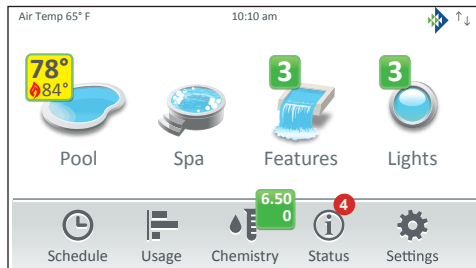 Air Temp 65° F 10:10 am
78°
84°
3
3
Pool Spa Features Lights
6.50
0
4
Schedule Usage Chemistry Status Settings